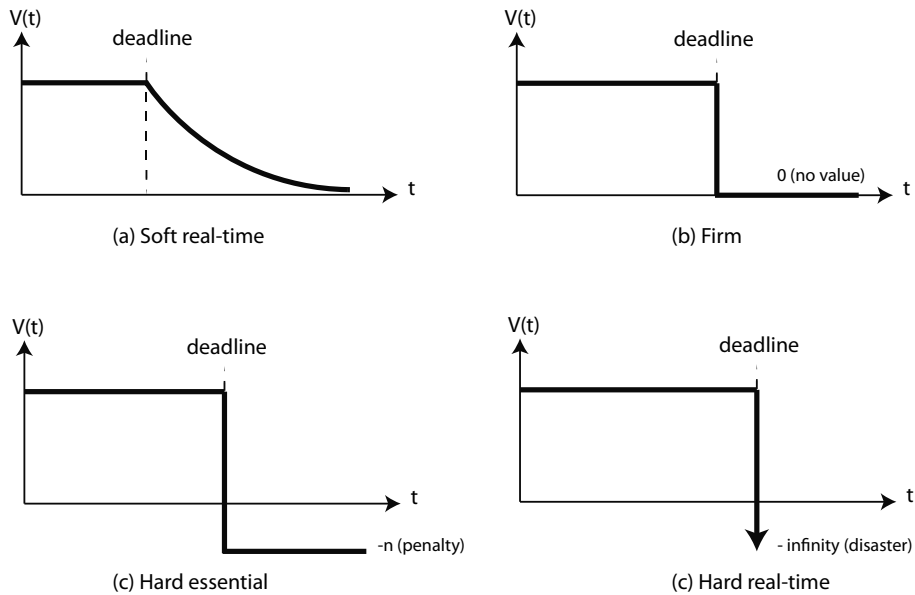 V(t)
deadline
t
(a) Soft real-time
V(t)
deadline
0 (no value)
t
(b) Firm
V(t)
deadline
t
-n (penalty)
(c) Hard essential
V(t)
deadline
t
- infinity (disaster)
(c) Hard real-time